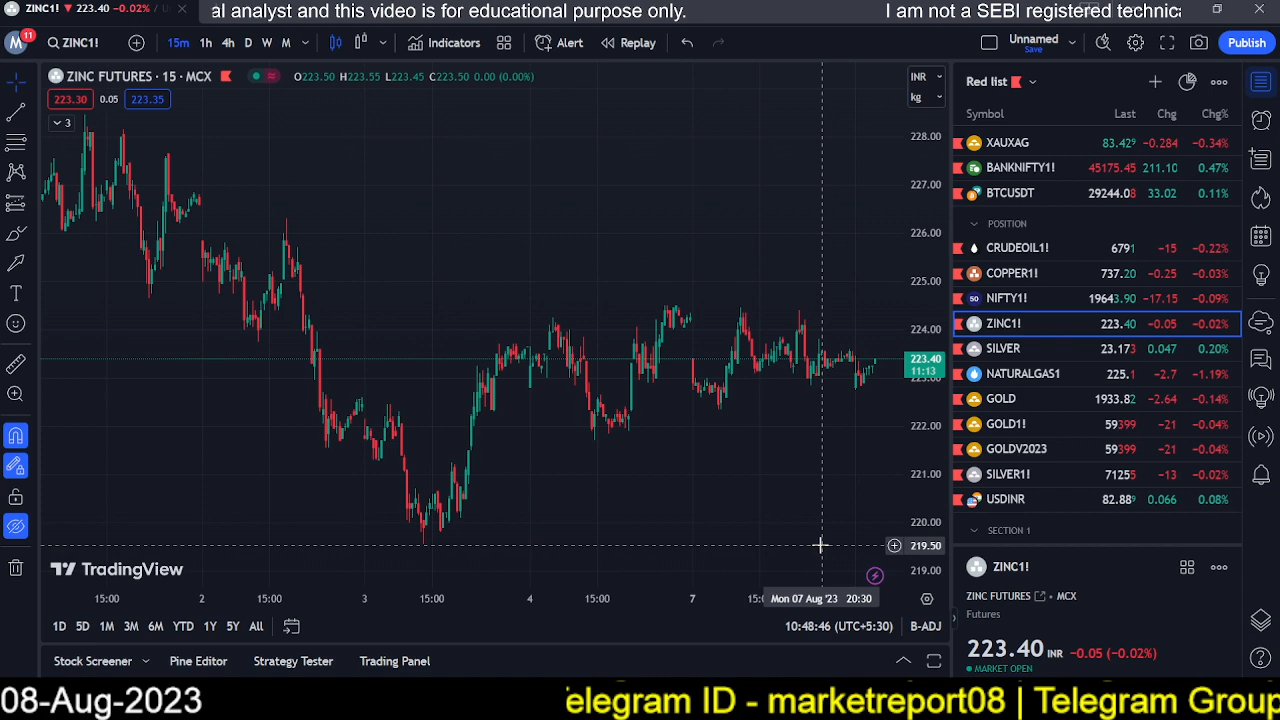 ZINC1! ▼ 223.40 −0.02% / U
al analyst and this video is for educational purpose only.
I am not a SEBI registered technica
M
11
ZINC1!
15m
1h
4h
D
W
M
Indicators
Alert
Replay
Unnamed
Save
Publish
ZINC FUTURES · 15 · MCX
O223.50 H223.55 L223.45 C223.50 0.00 (0.00%)
223.30
0.05
223.35
3
INR
kg
228.00
227.00
226.00
225.00
224.00
223.40
11:13
223.00
222.00
221.00
220.00
219.50
219.00
TradingView
15:00
2
15:00
3
15:00
4
15:00
7
Mon 07 Aug '23 20:30
1D
5D
1M
3M
6M
YTD
1Y
5Y
All
10:48:46 (UTC+5:30)
B-ADJ
Stock Screener
Pine Editor
Strategy Tester
Trading Panel
Red list
Symbol Last Chg Chg%
XAUXAG 83.429 −0.284 −0.34%
BANKNIFTY1! 45175.45 211.10 0.47%
BTCUSDT 29244.08 33.02 0.11%
POSITION
CRUDEOIL1! 6791 −15 −0.22%
COPPER1! 737.20 −0.25 −0.03%
50 NIFTY1! 19643.90 −17.15 −0.09%
ZINC1! 223.40 −0.05 −0.02%
SILVER 23.173 0.047 0.20%
NATURALGAS1 225.1 −2.7 −1.19%
GOLD 1933.82 −2.64 −0.14%
GOLD1! 59399 −21 −0.04%
GOLDV2023 59399 −21 −0.04%
SILVER1! 71255 −13 −0.02%
USDINR 82.889 0.066 0.08%
SECTION 1
ZINC1!
ZINC FUTURES · MCX
Futures
223.40 INR −0.05 (−0.02%)
MARKET OPEN
08-Aug-2023
elegram ID - marketreport08 | Telegram Group